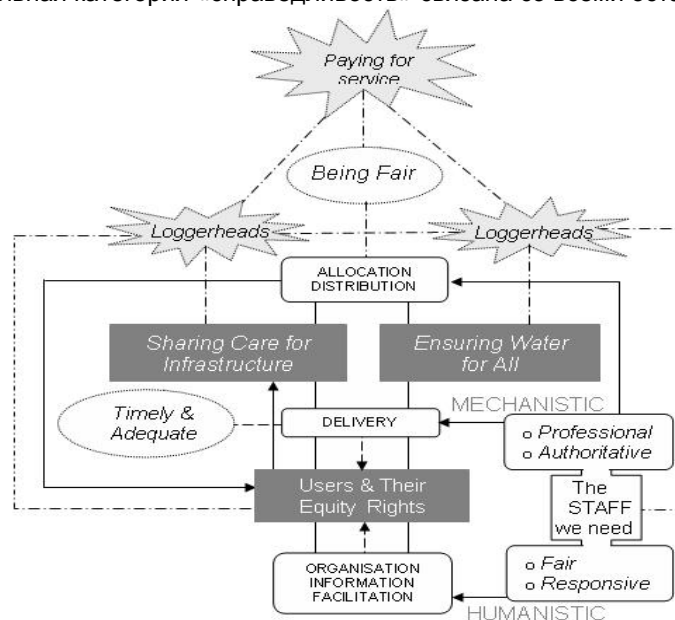 Paying for
service
Being Fair
Loggerheads
Loggerheads
ALLOCATION
DISTRIBUTION
Sharing Care for
Infrastructure
Ensuring Water
for All
Timely &
Adequate
DELIVERY
MECHANISTIC
o Professional
o Authoritative
Users & Their
Equity Rights
The
STAFF
we need
ORGANISATION
INFORMATION
FACILITATION
o Fair
o Responsive
HUMANISTIC